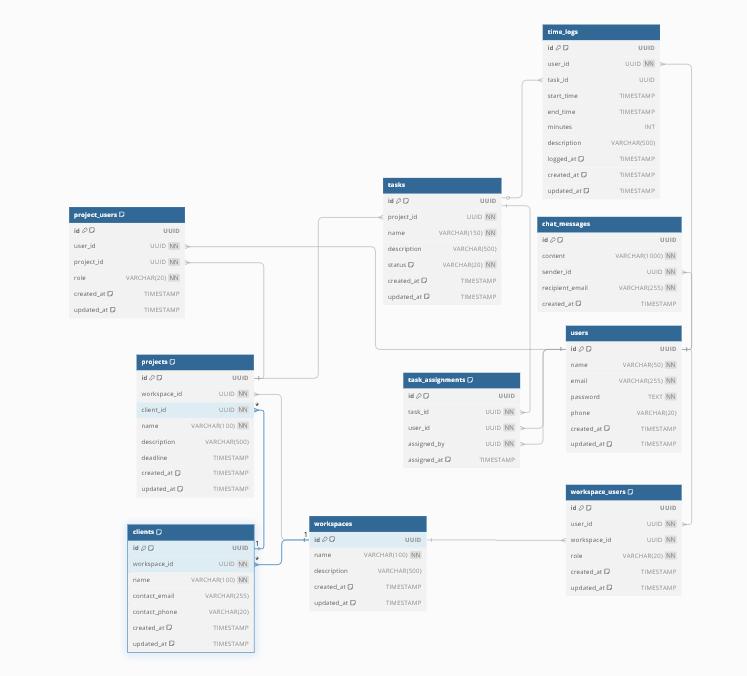 time_logs
id UUID
user_id UUID NN
task_id UUID
start_time TIMESTAMP
end_time TIMESTAMP
minutes INT
description VARCHAR(500)
logged_at TIMESTAMP
created_at TIMESTAMP
updated_at TIMESTAMP
tasks
id UUID
project_id UUID NN
name VARCHAR(150) NN
description VARCHAR(500)
status VARCHAR(20) NN
created_at TIMESTAMP
updated_at TIMESTAMP
project_users
id UUID
user_id UUID NN
project_id UUID NN
role VARCHAR(20) NN
created_at TIMESTAMP
updated_at TIMESTAMP
chat_messages
id UUID
content VARCHAR(1000) NN
sender_id UUID NN
recipient_email VARCHAR(255) NN
created_at TIMESTAMP
users
id UUID
name VARCHAR(50) NN
email VARCHAR(255) NN
password TEXT NN
phone VARCHAR(20)
created_at TIMESTAMP
updated_at TIMESTAMP
projects
id UUID
workspace_id UUID NN
*
client_id UUID NN
name VARCHAR(100) NN
description VARCHAR(500)
deadline TIMESTAMP
created_at TIMESTAMP
updated_at TIMESTAMP
task_assignments
id UUID
task_id UUID NN
user_id UUID NN
assigned_by UUID NN
assigned_at TIMESTAMP
workspace_users
id UUID
user_id UUID NN
workspace_id UUID NN
role VARCHAR(20) NN
created_at TIMESTAMP
updated_at TIMESTAMP
clients
id UUID
1
workspace_id UUID NN
*
name VARCHAR(100) NN
contact_email VARCHAR(255)
contact_phone VARCHAR(20)
created_at TIMESTAMP
updated_at TIMESTAMP
workspaces
1
id UUID
name VARCHAR(100) NN
description VARCHAR(500)
created_at TIMESTAMP
updated_at TIMESTAMP